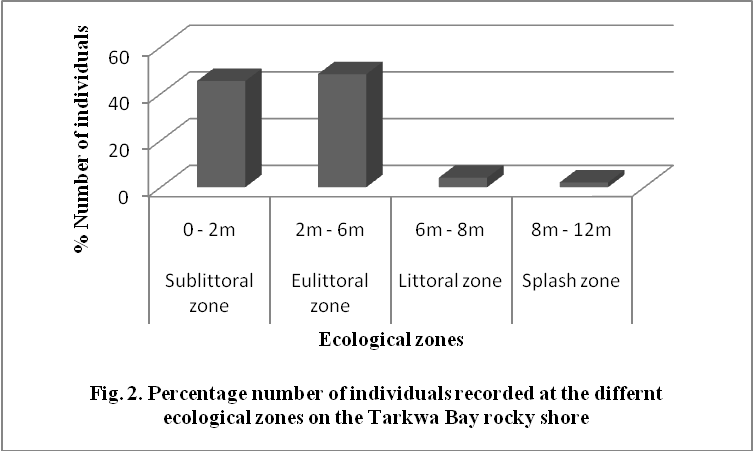 % Number of individuals
60
40
20
0
0 - 2m 2m - 6m 6m - 8m 8m - 12m
Sublittoral zone Eulittoral zone Littoral zone Splash zone
Ecological zones
Fig. 2. Percentage number of individuals recorded at the differnt
ecological zones on the Tarkwa Bay rocky shore